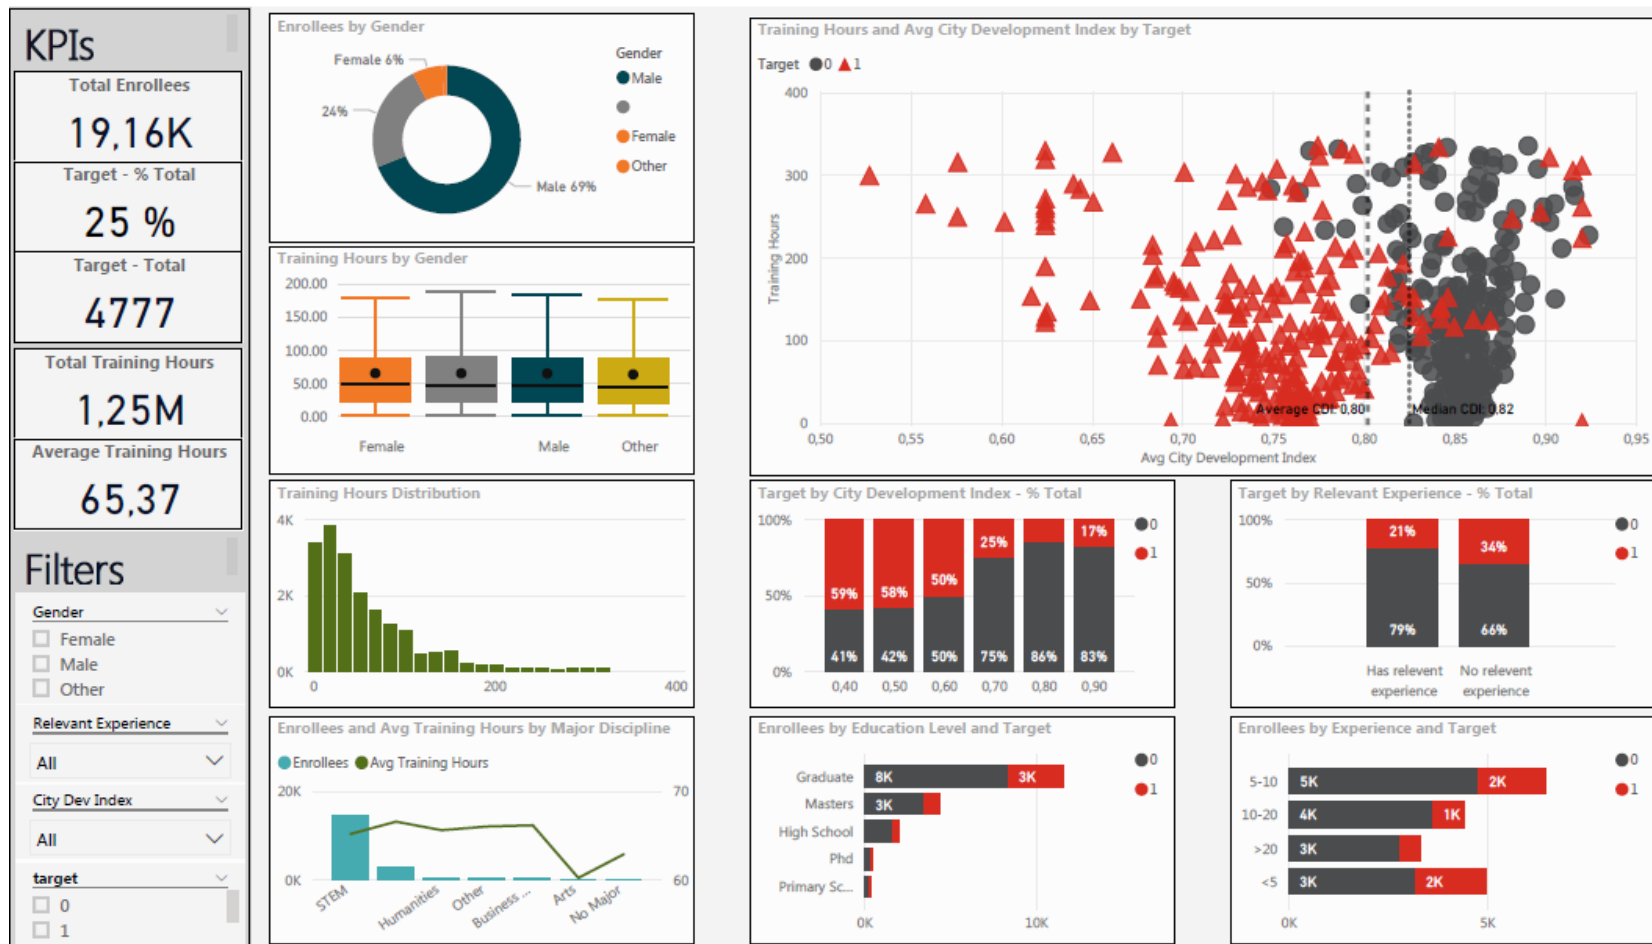 KPIs
Total Enrollees
19,16K
Target - % Total
25 %
Target - Total
4777
Total Training Hours
1,25M
Average Training Hours
65,37
Filters
Gender
Female
Male
Other
Relevant Experience
All
City Dev Index
All
target
0
1
Enrollees by Gender
Female 6%
24%
Male 69%
Gender
Male
Female
Other
Training Hours by Gender
200.00
150.00
100.00
50.00
0.00
Female Male Other
Training Hours Distribution
4K
2K
0K
0 200 400
Enrollees and Avg Training Hours by Major Discipline
Enrollees Avg Training Hours
20K 70
0K 60
STEM Humanities Other Business ... Arts No Major
Training Hours and Avg City Development Index by Target
Target 0 1
Training Hours
400
300
200
100
0
Average CDI: 0,80 Median CDI: 0,82
0,50 0,55 0,60 0,65 0,70 0,75 0,80 0,85 0,90 0,95
Avg City Development Index
Target by City Development Index - % Total
0
1
100%
50%
0%
59% 58% 50% 25% 17%
41% 42% 50% 75% 86% 83%
0,40 0,50 0,60 0,70 0,80 0,90
Target by Relevant Experience - % Total
0
1
100%
50%
0%
21% 34%
79% 66%
Has relevent experience
No relevent experience
Enrollees by Education Level and Target
0
1
Graduate 8K 3K
Masters 3K
High School
Phd
Primary Sc...
0K 10K
Enrollees by Experience and Target
0
1
5-10 5K 2K
10-20 4K 1K
>20 3K
<5 3K 2K
0K 5K